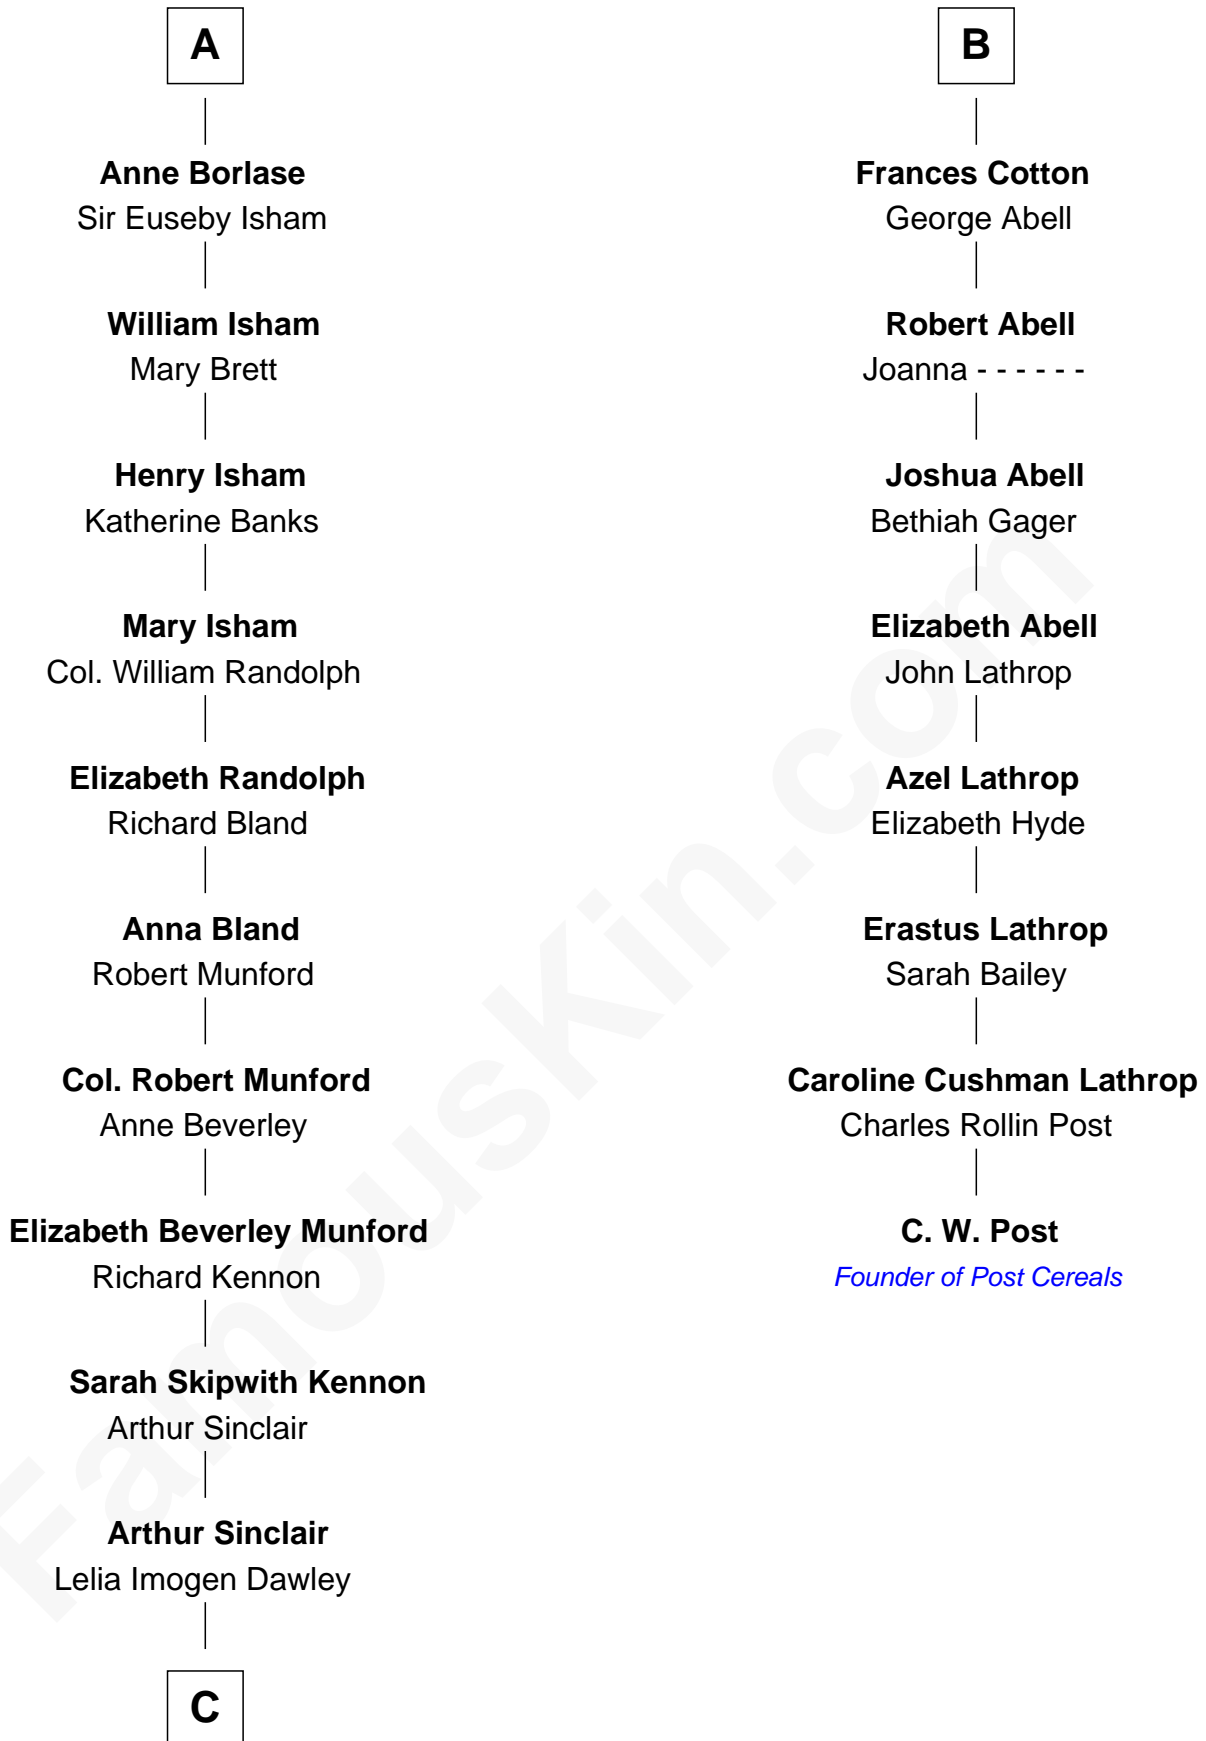 A
Anne Borlase
Sir Euseby Isham
William Isham
Mary Brett
Henry Isham
Katherine Banks
Mary Isham
Col. William Randolph
Elizabeth Randolph
Richard Bland
Anna Bland
Robert Munford
Col. Robert Munford
Anne Beverley
Elizabeth Beverley Munford
Richard Kennon
Sarah Skipwith Kennon
Arthur Sinclair
Arthur Sinclair
Lelia Imogen Dawley
C
B
Frances Cotton
George Abell
Robert Abell
Joanna - - - - - -
Joshua Abell
Bethiah Gager
Elizabeth Abell
John Lathrop
Azel Lathrop
Elizabeth Hyde
Erastus Lathrop
Sarah Bailey
Caroline Cushman Lathrop
Charles Rollin Post
C. W. Post
Founder of Post Cereals
FamousKin.com